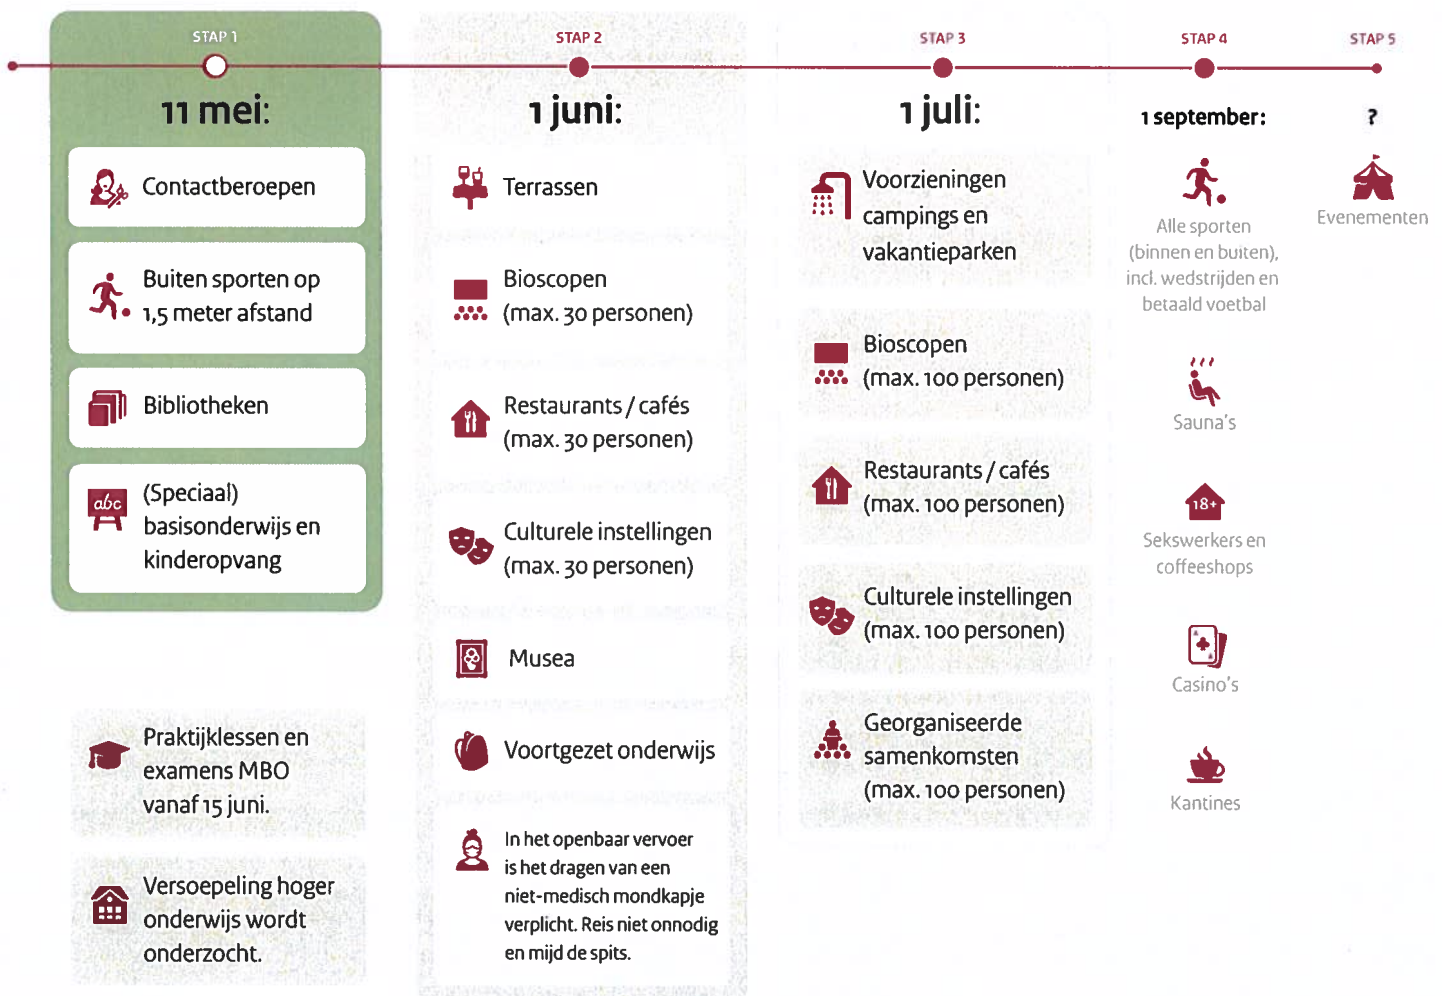 STAP 1
11 mei:
Contactberoepen
Buiten sporten op
1,5 meter afstand
Bibliotheken
abc
(Speciaal)
basisonderwijs en
kinderopvang
Praktijklessen en
examens MBO
vanaf 15 juni.
Versoepeling hoger
onderwijs wordt
onderzocht.
STAP 2
1 juni:
Terrassen
Bioscopen
(max. 30 personen)
Restaurants / cafés
(max. 30 personen)
Culturele instellingen
(max. 30 personen)
Musea
Voortgezet onderwijs
In het openbaar vervoer
is het dragen van een
niet-medisch mondkapje
verplicht. Reis niet onnodig
en mijd de spits.
STAP 3
1 juli:
Voorzieningen
campings en
vakantieparken
Bioscopen
(max. 100 personen)
Restaurants / cafés
(max. 100 personen)
Culturele instellingen
(max. 100 personen)
Georganiseerde
samenkomsten
(max. 100 personen)
STAP 4
1 september:
Alle sporten
(binnen en buiten),
incl. wedstrijden en
betaald voetbal
Sauna's
18+
Sekswerkers en
coffeeshops
Casino's
Kantines
STAP 5
?
Evenementen